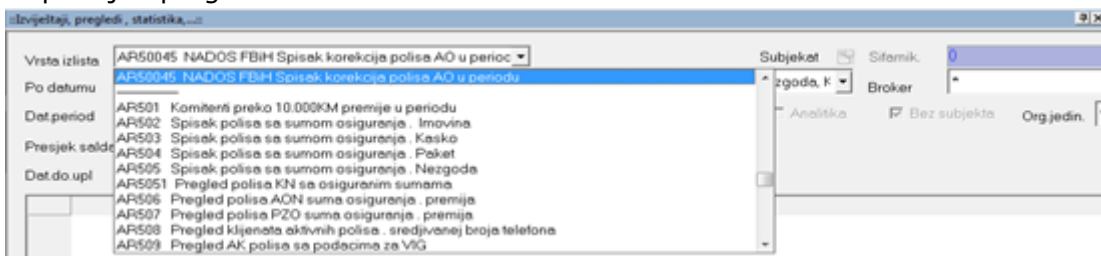 ::Izvještaji, pregledi , statistika,...::
Vrsta izlista AR50045 NADOS FBiH Spisak korekcija polisa AO u perioc Subjekat Sifarnik. 0
AR50045 NADOS FBiH Spisak korekcija polisa AO u periodu
Po datumu zgoda, K Broker *
AR501 Komitenti preko 10.000KM premije u periodu
Dat.period AR502 Spisak polisa sa sumom osiguranja . Imovina Analitika Bez subjekta Org.jedin.
AR503 Spisak polisa sa sumom osiguranja . Kasko
Presjek salda AR504 Spisak polisa sa sumom osiguranja . Paket
AR505 Spisak polisa sa sumom osiguranja . Nezgoda
Dat.do.upl AR5051 Pregled polisa KN sa osiguranim sumama
AR506 Pregled polisa AON suma osiguranja . premija
AR507 Pregled polisa PZO suma osiguranja . premija
AR508 Pregled klijenata aktivnih polisa . sredjivanej broja telefona
AR509 Pregled AK polisa sa podacima za VIG